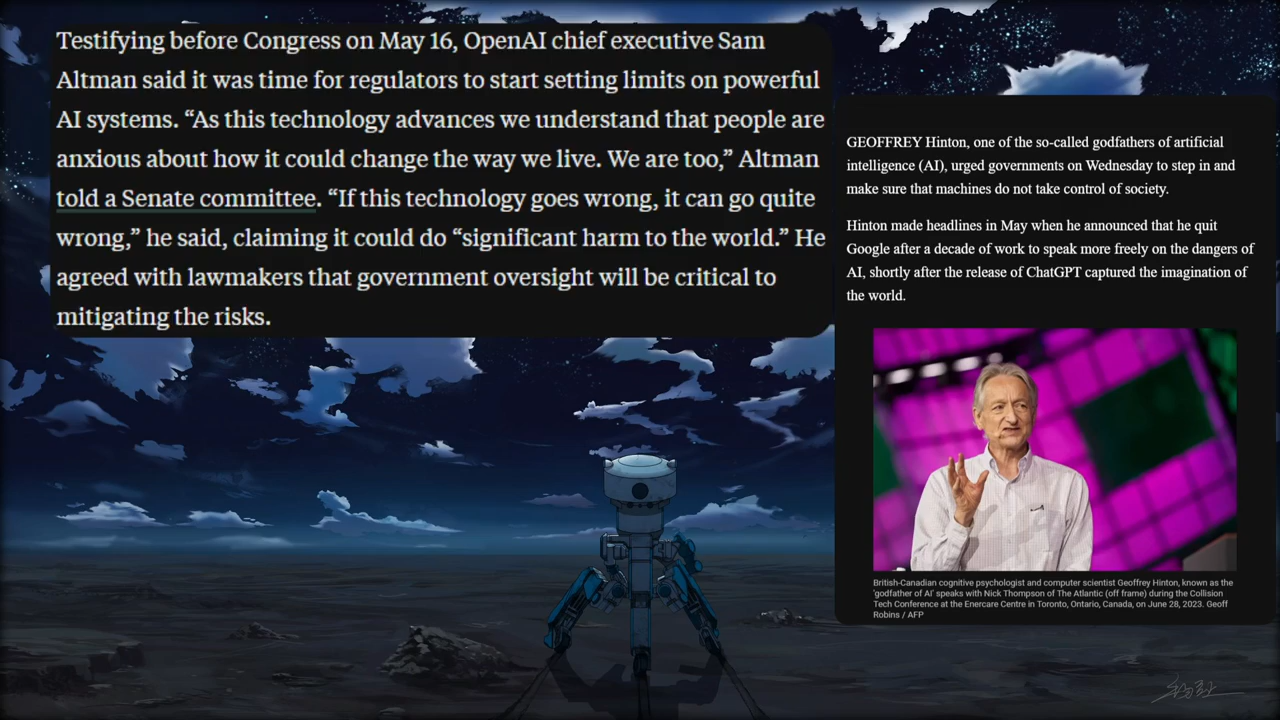 Testifying before Congress on May 16, OpenAI chief executive Sam
Altman said it was time for regulators to start setting limits on powerful
AI systems. “As this technology advances we understand that people are
anxious about how it could change the way we live. We are too,” Altman
told a Senate committee. “If this technology goes wrong, it can go quite
wrong,” he said, claiming it could do “significant harm to the world.” He
agreed with lawmakers that government oversight will be critical to
mitigating the risks.
GEOFFREY Hinton, one of the so-called godfathers of artificial
intelligence (AI), urged governments on Wednesday to step in and
make sure that machines do not take control of society.
Hinton made headlines in May when he announced that he quit
Google after a decade of work to speak more freely on the dangers of
AI, shortly after the release of ChatGPT captured the imagination of
the world.
British-Canadian cognitive psychologist and computer scientist Geoffrey Hinton, known as the
'godfather of AI' speaks with Nick Thompson of The Atlantic (off frame) during the Collision
Tech Conference at the Enercare Centre in Toronto, Ontario, Canada, on June 28, 2023. Geoff
Robins / AFP